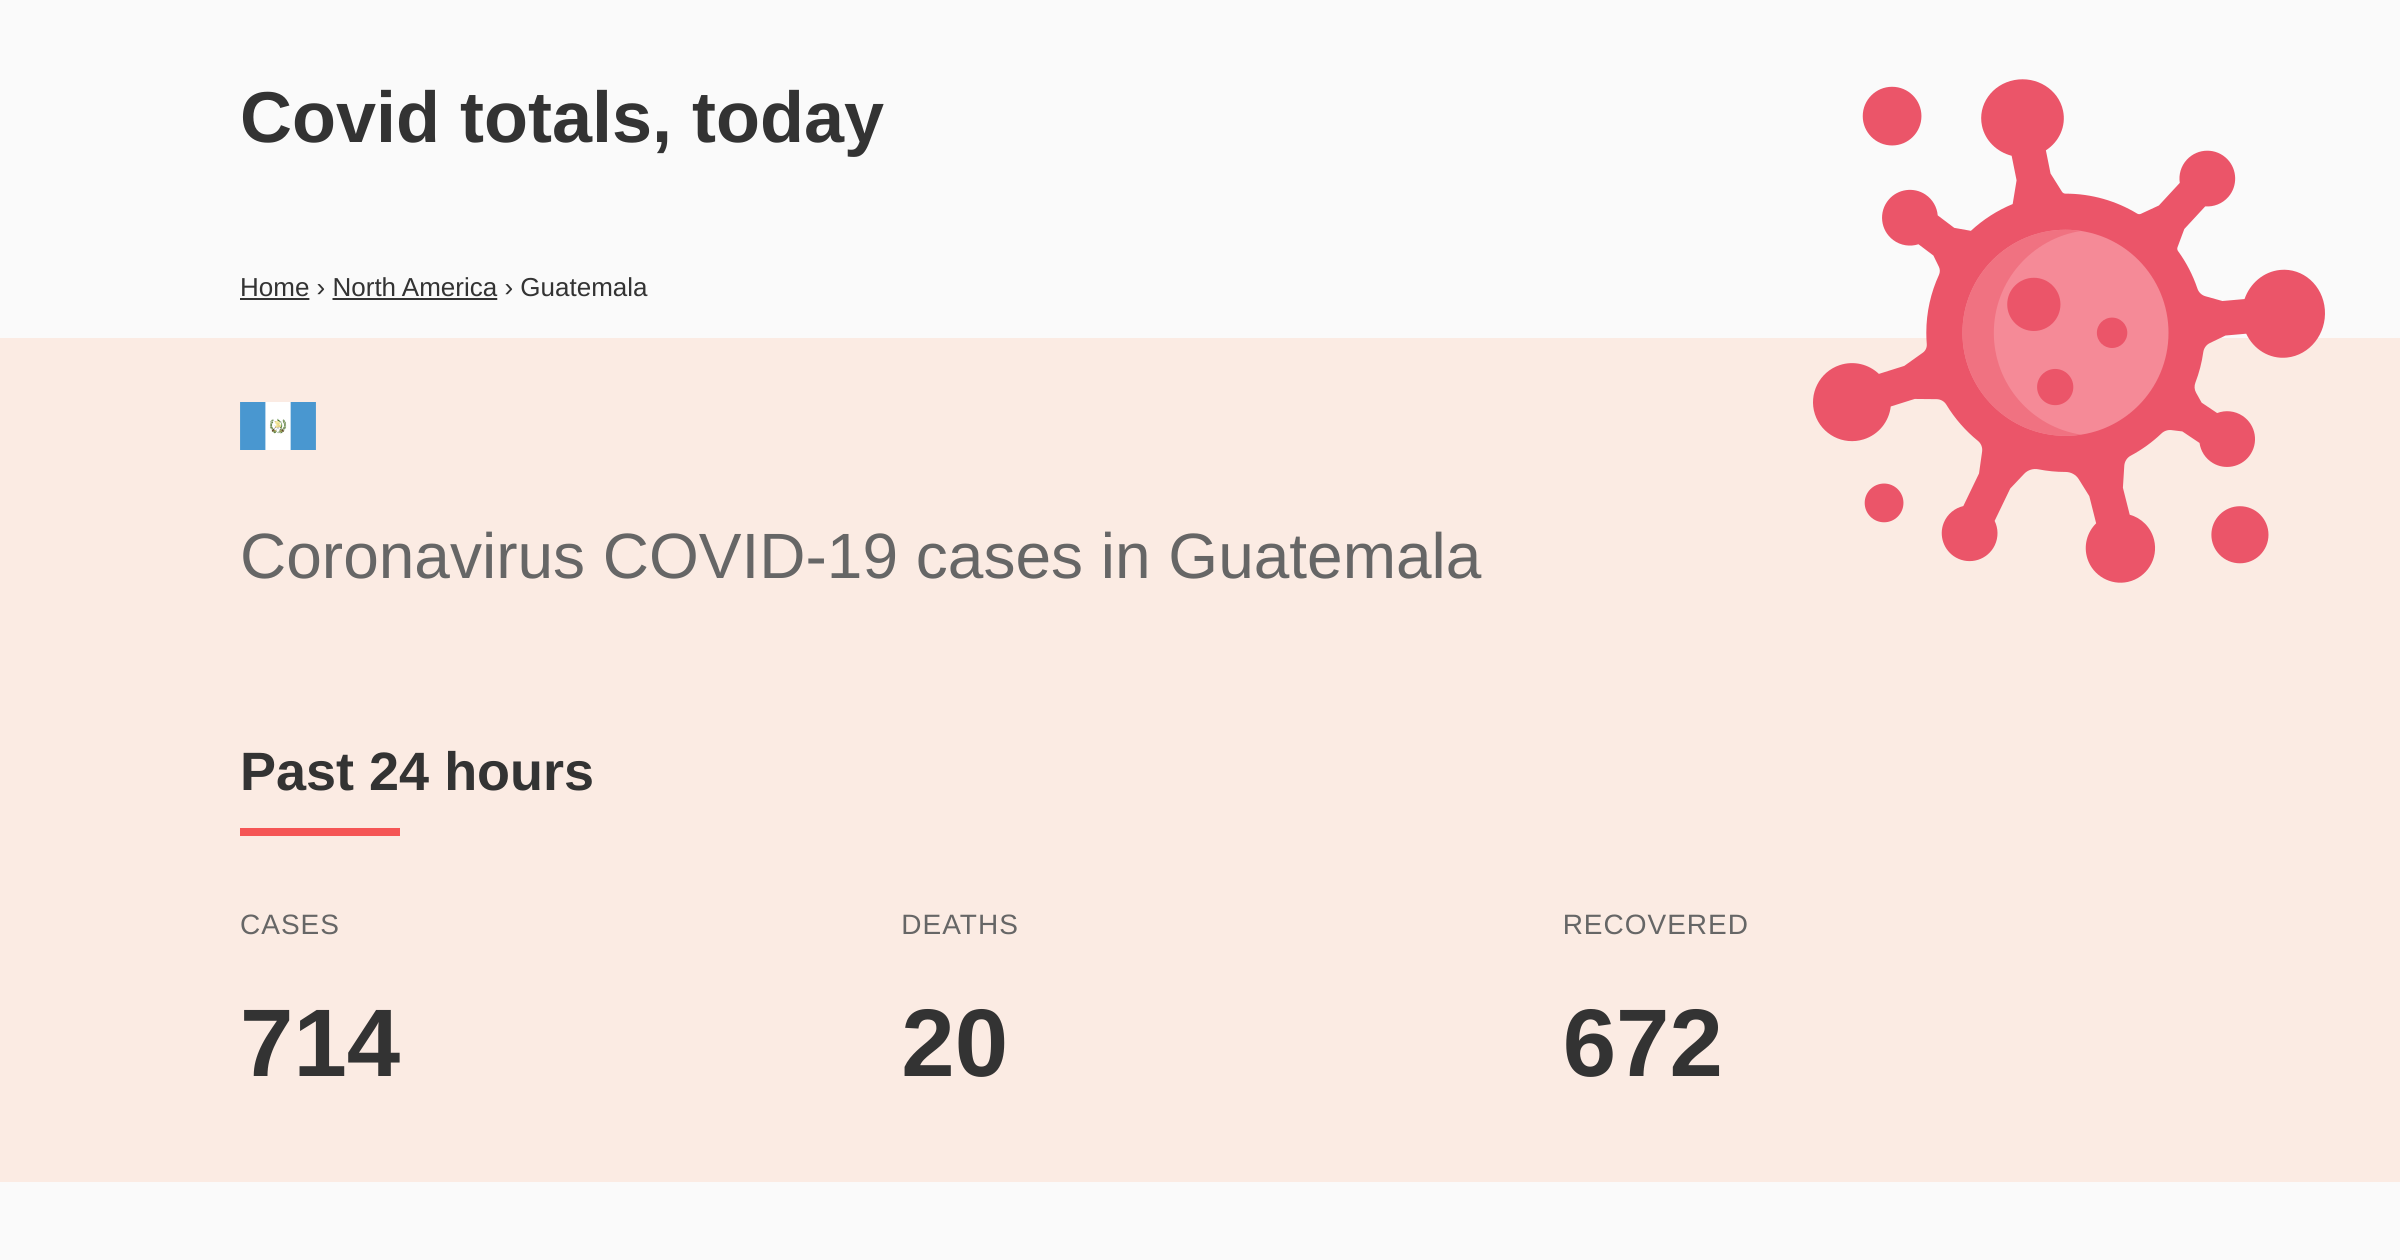 Covid totals, today
Home › North America › Guatemala
Coronavirus COVID-19 cases in Guatemala
Past 24 hours
CASES DEATHS RECOVERED
714 20 672